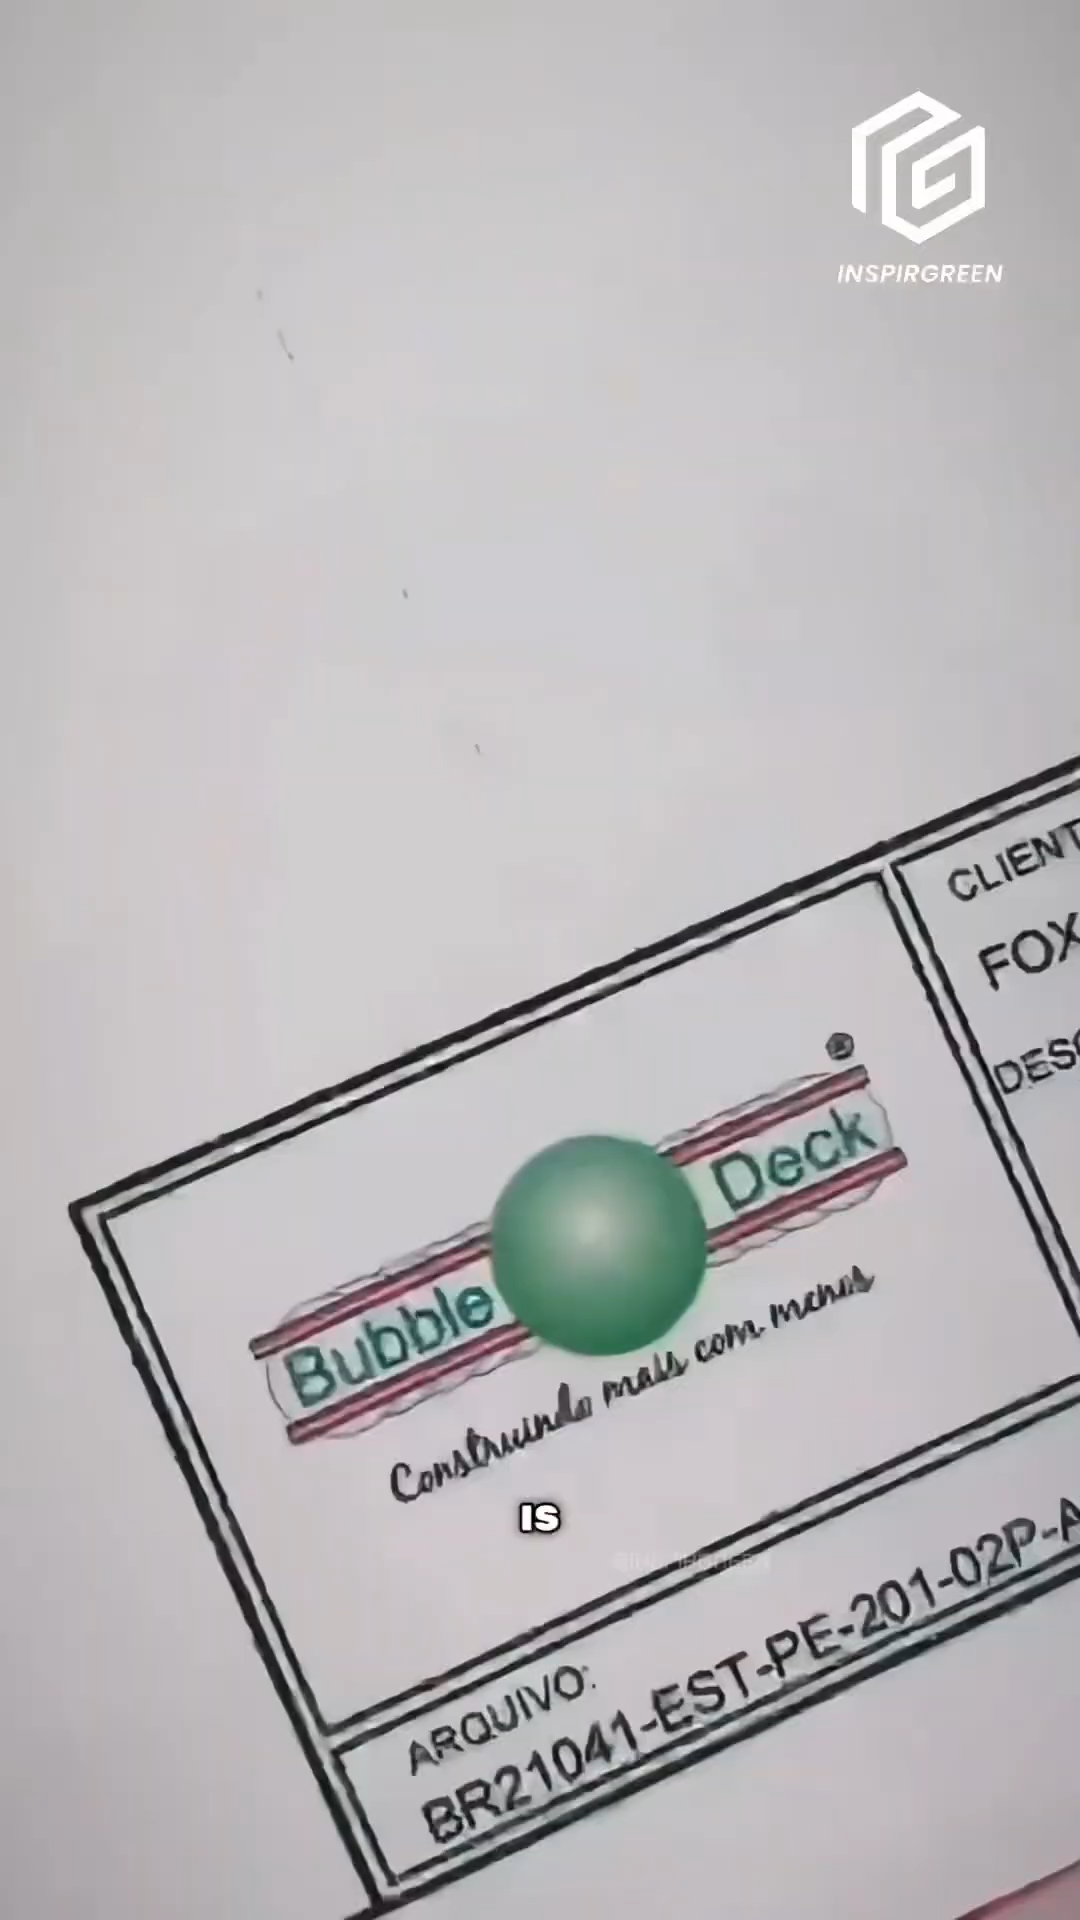 INSPIRGREEN
CLIENT
FOX
DESC
®
Bubble Deck
Construindo mais com menos
IS
ARQUIVO:
BR21041-EST-PE-201-02P-A